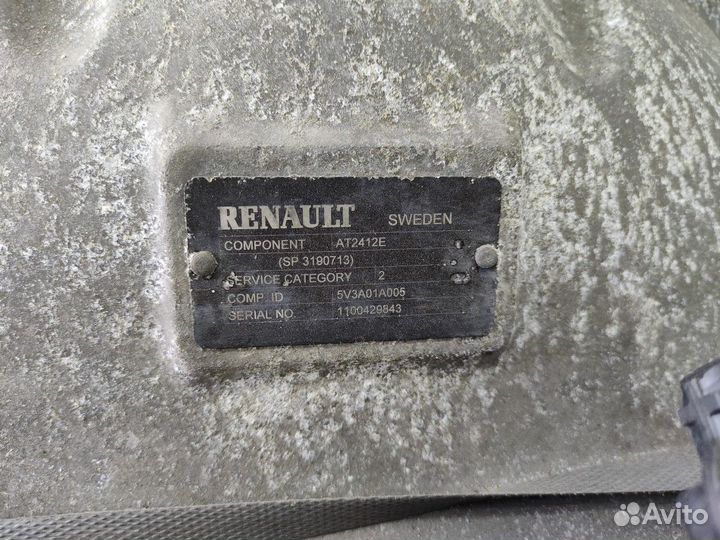 RENAULT SWEDEN
COMPONENT AT2412E
(SP 3190713)
SERVICE CATEGORY 2
COMP. ID 5V3A01A005
SERIAL NO. 1100429843
Avito